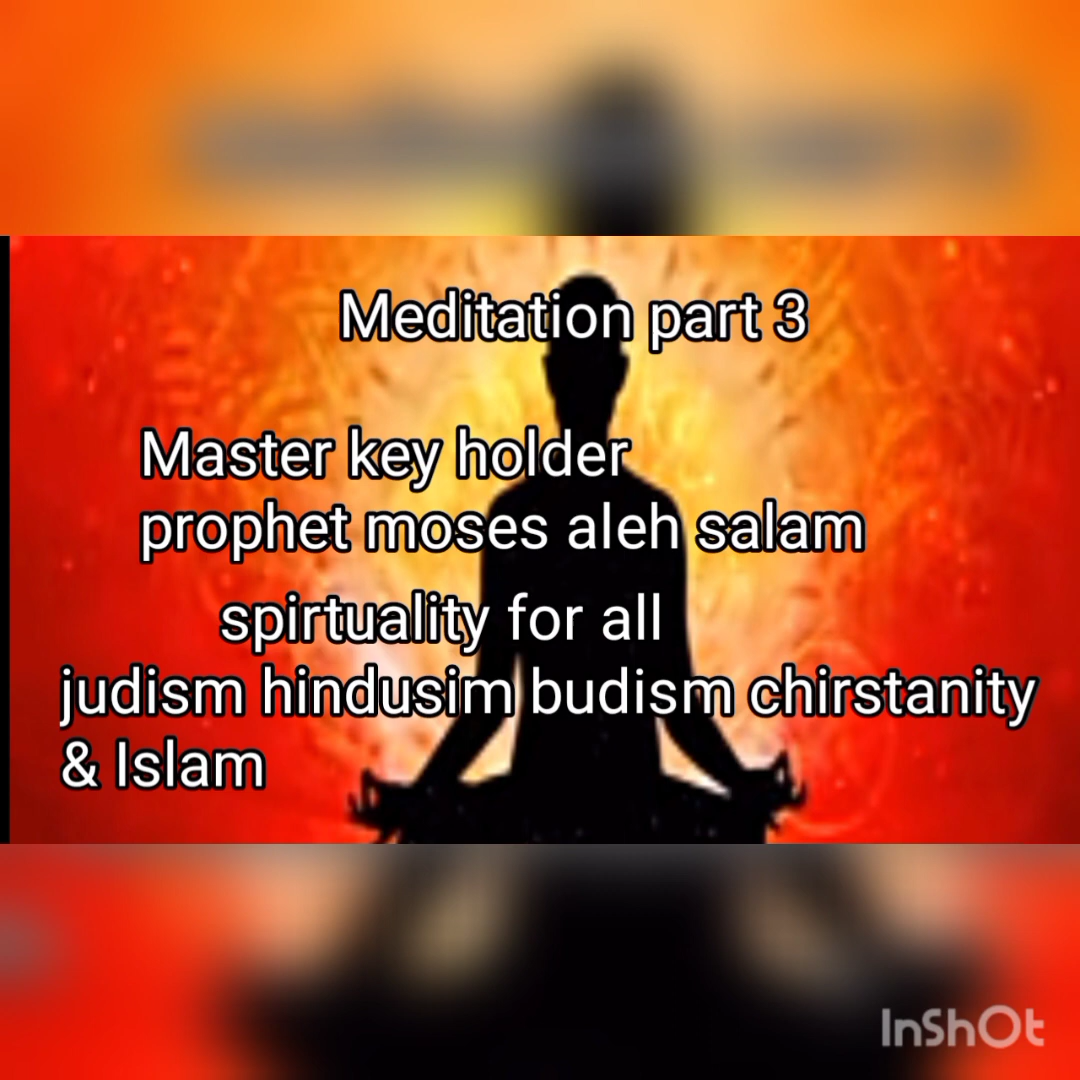 Meditation part 3
Master key holder
prophet moses aleh salam
spirtuality for all
judism hindusim budism chirstanity
& Islam
InShOt